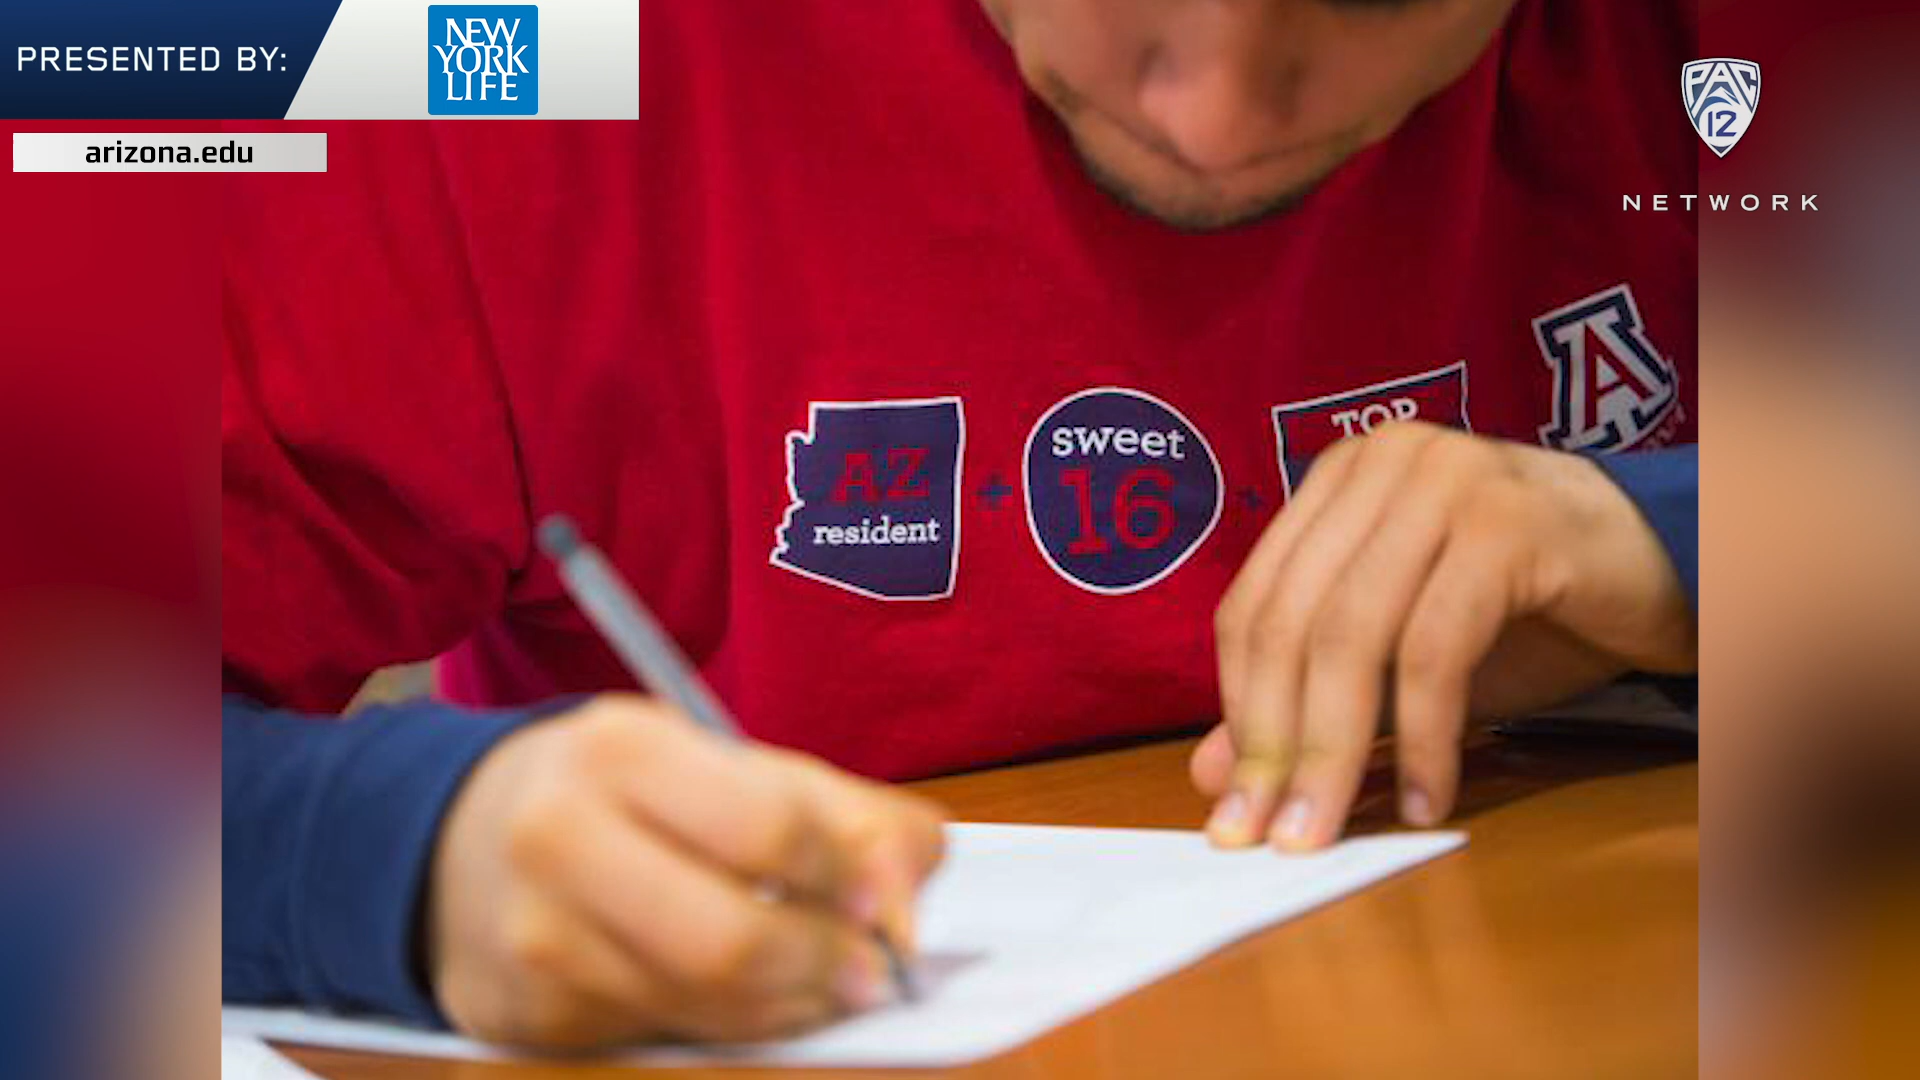 PRESENTED BY:
NEW
YORK
LIFE
arizona.edu
PAC
12
NETWORK
AZ
resident
+
sweet
16
+
TOP
A